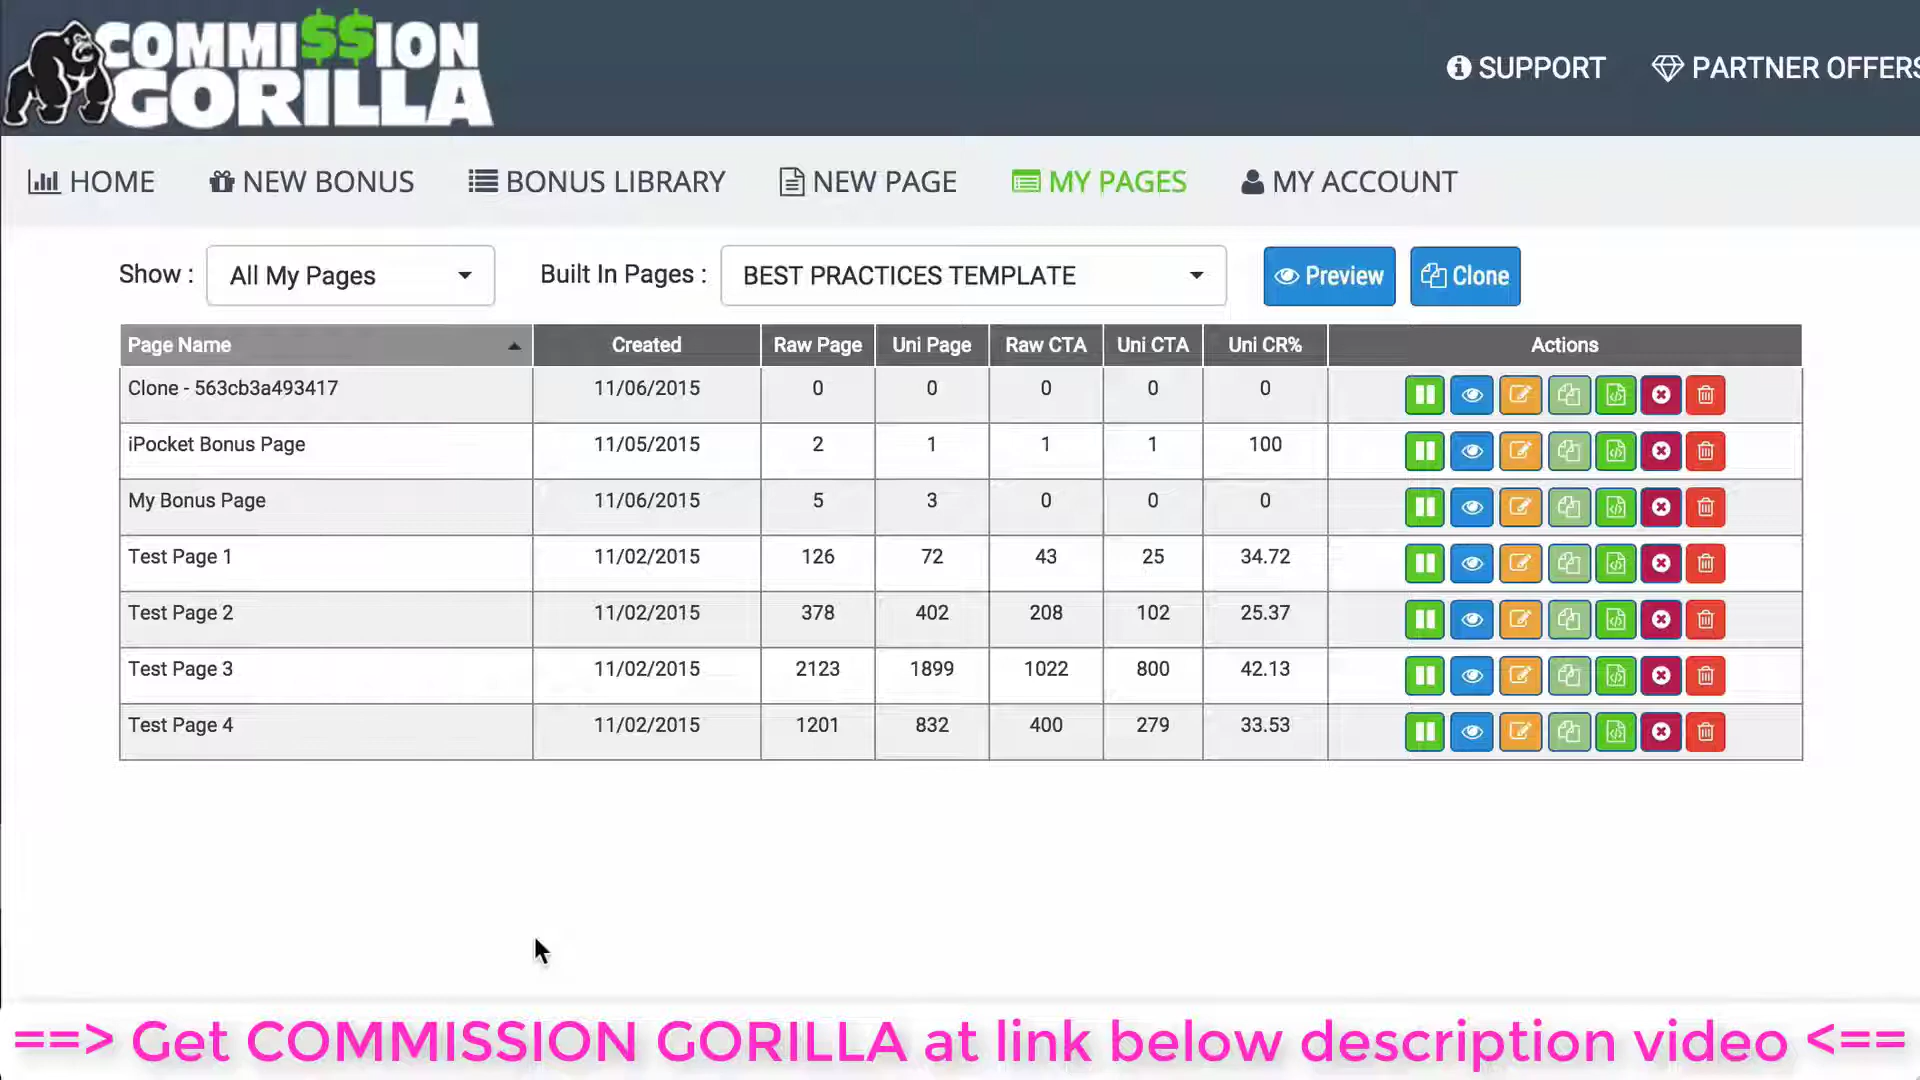 COMMI$$ION
GORILLA
SUPPORT PARTNER OFFERS
HOME NEW BONUS BONUS LIBRARY NEW PAGE MY PAGES MY ACCOUNT
Show : All My Pages Built In Pages : BEST PRACTICES TEMPLATE Preview Clone
Page Name Created Raw Page Uni Page Raw CTA Uni CTA Uni CR% Actions
Clone - 563cb3a493417 11/06/2015 0 0 0 0 0
iPocket Bonus Page 11/05/2015 2 1 1 1 100
My Bonus Page 11/06/2015 5 3 0 0 0
Test Page 1 11/02/2015 126 72 43 25 34.72
Test Page 2 11/02/2015 378 402 208 102 25.37
Test Page 3 11/02/2015 2123 1899 1022 800 42.13
Test Page 4 11/02/2015 1201 832 400 279 33.53
==> Get COMMISSION GORILLA at link below description video <==